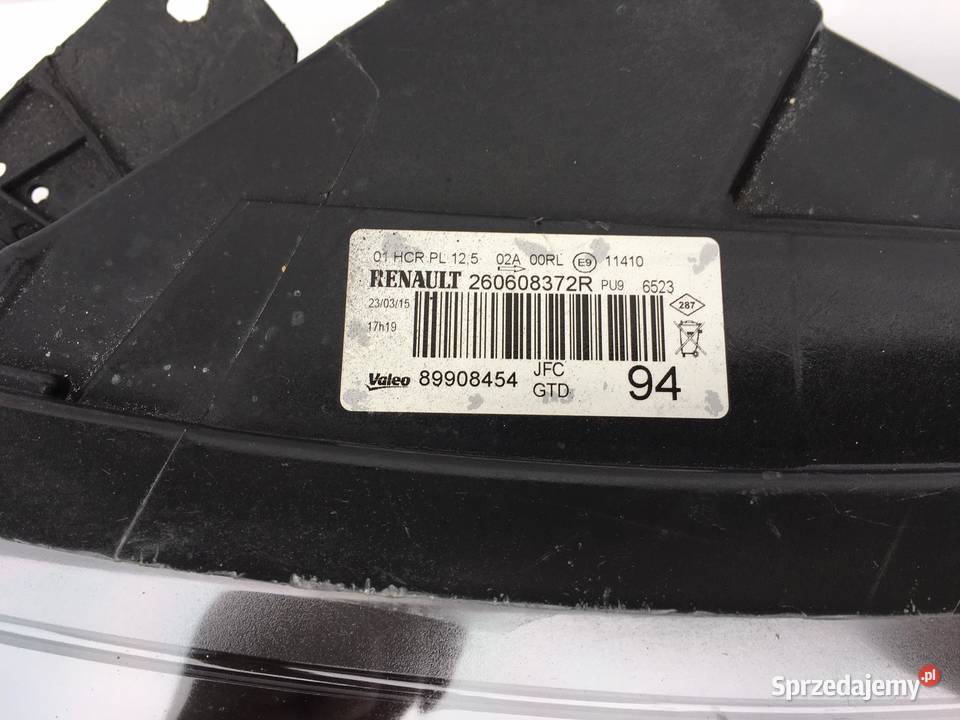 01 HCR PL 12,5 02A 00RL E9 11410
RENAULT 260608372R PU9 6523
23/03/15
287
17h19
Valeo 89908454 JFC
GTD
94
Sprzedajemy.pl